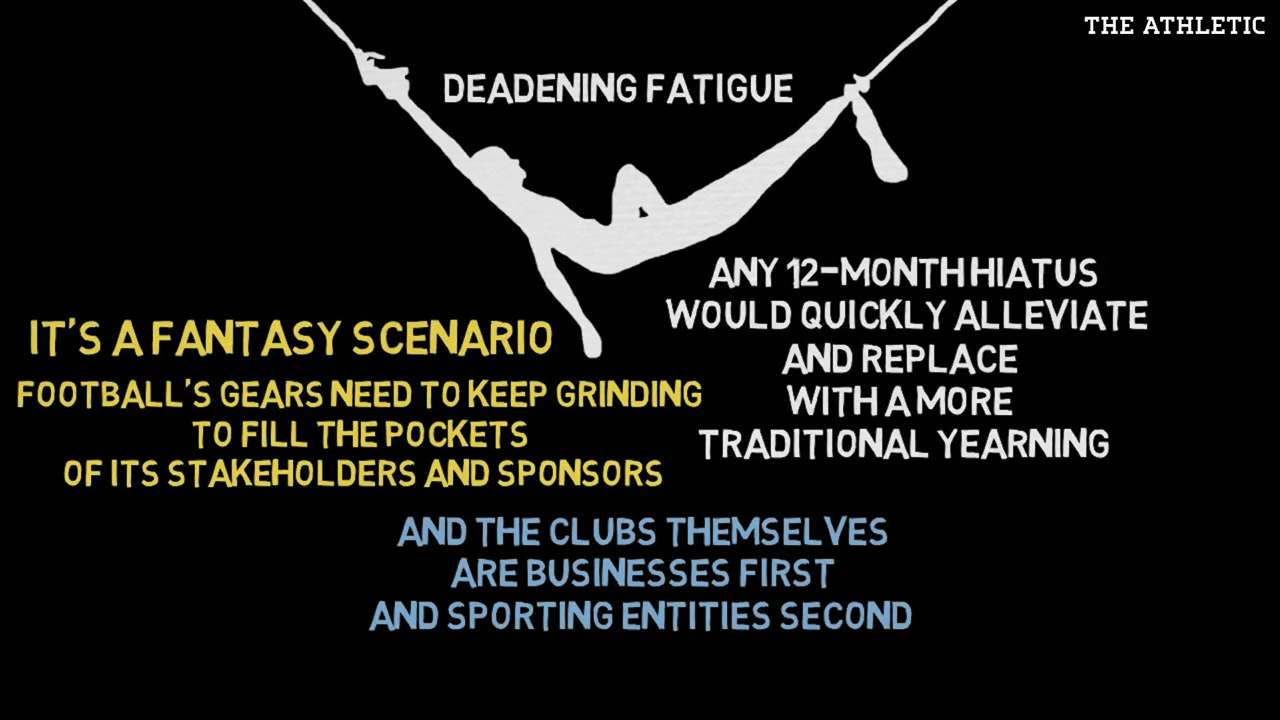 THE ATHLETIC
DEADENING FATIGUE
ANY 12-MONTH HIATUS
WOULD QUICKLY ALLEVIATE
AND REPLACE
WITH A MORE
TRADITIONAL YEARNING
IT'S A FANTASY SCENARIO
FOOTBALL'S GEARS NEED TO KEEP GRINDING
TO FILL THE POCKETS
OF ITS STAKEHOLDERS AND SPONSORS
AND THE CLUBS THEMSELVES
ARE BUSINESSES FIRST
AND SPORTING ENTITIES SECOND